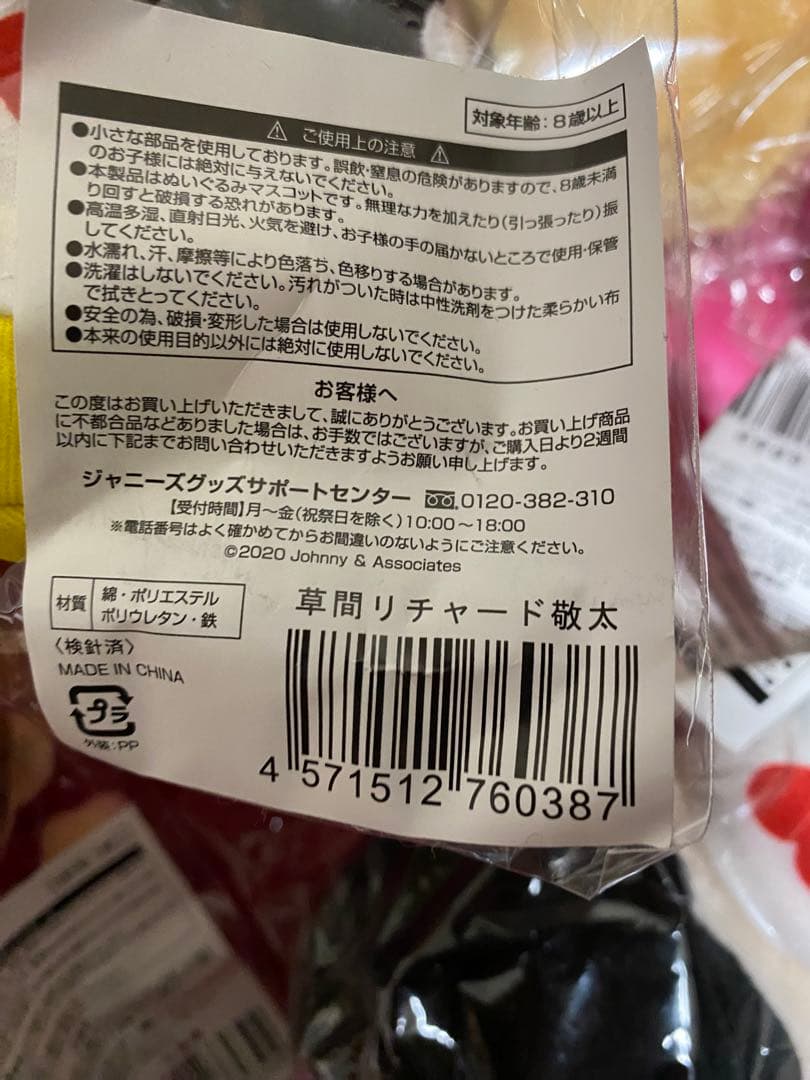 対象年齢：8歳以上
⚠ ご使用上の注意 ⚠
●小さな部品を使用しております。誤飲・窒息の危険がありますので、8歳未満
のお子様には絶対に与えないでください。
●本製品はぬいぐるみマスコットです。無理な力を加えたり(引っ張ったり)振
り回すと破損する恐れがあります。
●高温多湿、直射日光、火気を避け、お子様の手の届かないところで使用・保管
してください。
●水濡れ、汗、摩擦等により色落ち、色移りする場合があります。
●洗濯はしないでください。汚れがついた時は中性洗剤をつけた柔らかい布
で拭きとってください。
●安全の為、破損・変形した場合は使用しないでください。
●本来の使用目的以外には絶対に使用しないでください。
お客様へ
この度はお買い上げいただきまして、誠にありがとうございます。お買い上げ商品
に不都合品などありました場合は、お手数ではございますが、ご購入日より2週間
以内に下記までお問い合わせいただきますようお願い申し上げます。
ジャニーズグッズサポートセンター 0120-382-310
【受付時間】月〜金(祝祭日を除く)10:00〜18:00
※電話番号はよく確かめてからお間違いのないようにご注意ください。
©2020 Johnny & Associates
材質 綿・ポリエステル
ポリウレタン・鉄
草間リチャード敬太
〈検針済〉
MADE IN CHINA
プラ
外装：PP
4 571512 760387